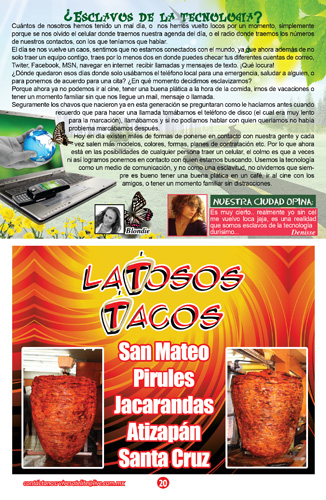 ¿ESCLAVOS DE LA TECNOLOGIA?
Cuántos de nosotros hemos tenido un mal día, o nos hemos vuelto locos por un momento, simplemente
porque se nos olvido el celular donde traemos nuestra agenda del día, o el radio donde traemos los números
de nuestros contactos, con los que teníamos que hablar.
El día se nos vuelve un caos, sentimos que no estamos conectados con el mundo, ya que ahora además de no
solo traer un equipo contigo, traes por lo menos dos en donde puedes checar tus diferentes cuentas de correo,
Twiter, Facebook, MSN, navegar en internet recibir llamadas y mensajes de texto. ¡Qué locura!
¿Dónde quedaron esos días donde solo usábamos el teléfono local para una emergencia, saludar a alguien, o
para ponernos de acuerdo para una cita? ¿En qué momento decidimos esclavizarnos?
Porque ahora ya no podemos ir al cine, tener una buena plática a la hora de la comida, irnos de vacaciones o
tener un momento familiar sin que nos llegue un mail, mensaje o llamada.
Seguramente los chavos que nacieron ya en esta generación se preguntaran como le hacíamos antes cuando
recuerdo que para hacer una llamada tomábamos el teléfono de disco (el cual era muy lento
para la marcación), llamábamos y si no podíamos hablar con quien queríamos no había
problema marcábamos después.
Hoy en día existen miles de formas de ponerse en contacto con nuestra gente y cada
vez salen más modelos, colores, formas, planes de contratación etc. Por lo que ahora
está en las posibilidades de cualquier persona traer un celular, el colmo es que a veces
ni así logramos ponernos en contacto con quien estamos buscando. Usemos la tecnología
como un medio de comunicación, y no como una esclavitud, no olvidemos que siem-
pre es bueno tener una buena platica en un café, ir al cine con los
amigos, o tener un momento familiar sin distracciones.
Blondie
NUESTRA CIUDAD OPINA:
Es muy cierto.. realmente yo sin cel
me vuelvo loca jaja, es una realidad
que somos esclavos de la tecnología
durísimo...
Denisse
LATOSOS
TACOS
San Mateo
Pirules
Jacarandas
Atizapán
Santa Cruz
20